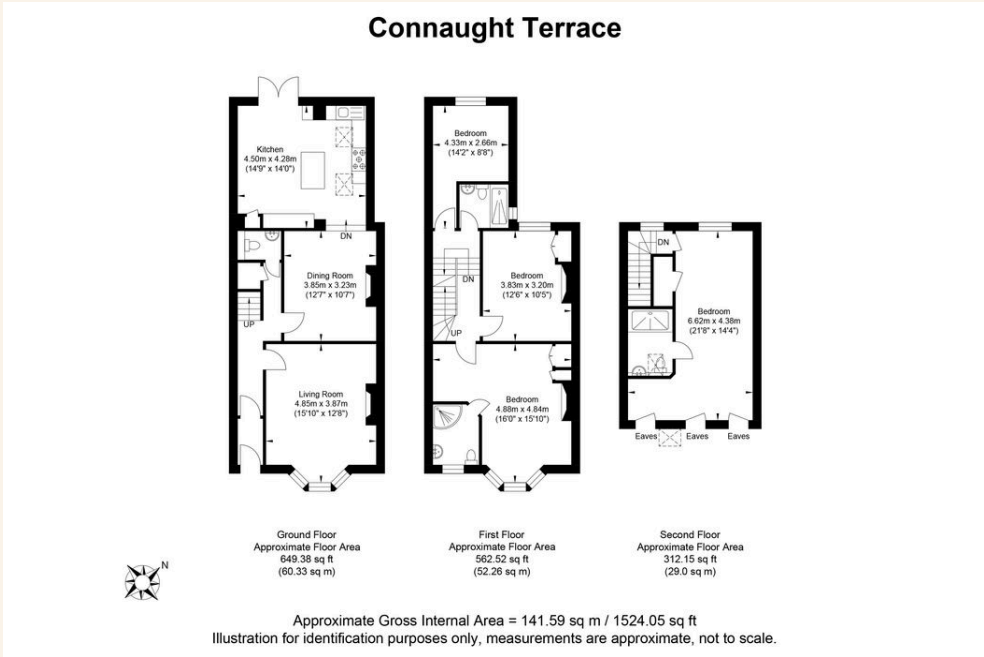 Connaught Terrace
Kitchen
4.50m x 4.28m
(14'9" x 14'0")
DN
Dining Room
3.85m x 3.23m
(12'7" x 10'7")
UP
Living Room
4.85m x 3.87m
(15'10" x 12'8")
Bedroom
4.33m x 2.66m
(14'2" x 8'8")
DN
Bedroom
3.83m x 3.20m
(12'6" x 10'5")
UP
Bedroom
4.88m x 4.84m
(16'0" x 15'10")
DN
Bedroom
6.62m x 4.38m
(21'8" x 14'4")
Eaves
Eaves
Eaves
Ground Floor
Approximate Floor Area
649.38 sq ft
(60.33 sq m)
First Floor
Approximate Floor Area
562.52 sq ft
(52.26 sq m)
Second Floor
Approximate Floor Area
312.15 sq ft
(29.0 sq m)
N
Approximate Gross Internal Area = 141.59 sq m / 1524.05 sq ft
Illustration for identification purposes only, measurements are approximate, not to scale.